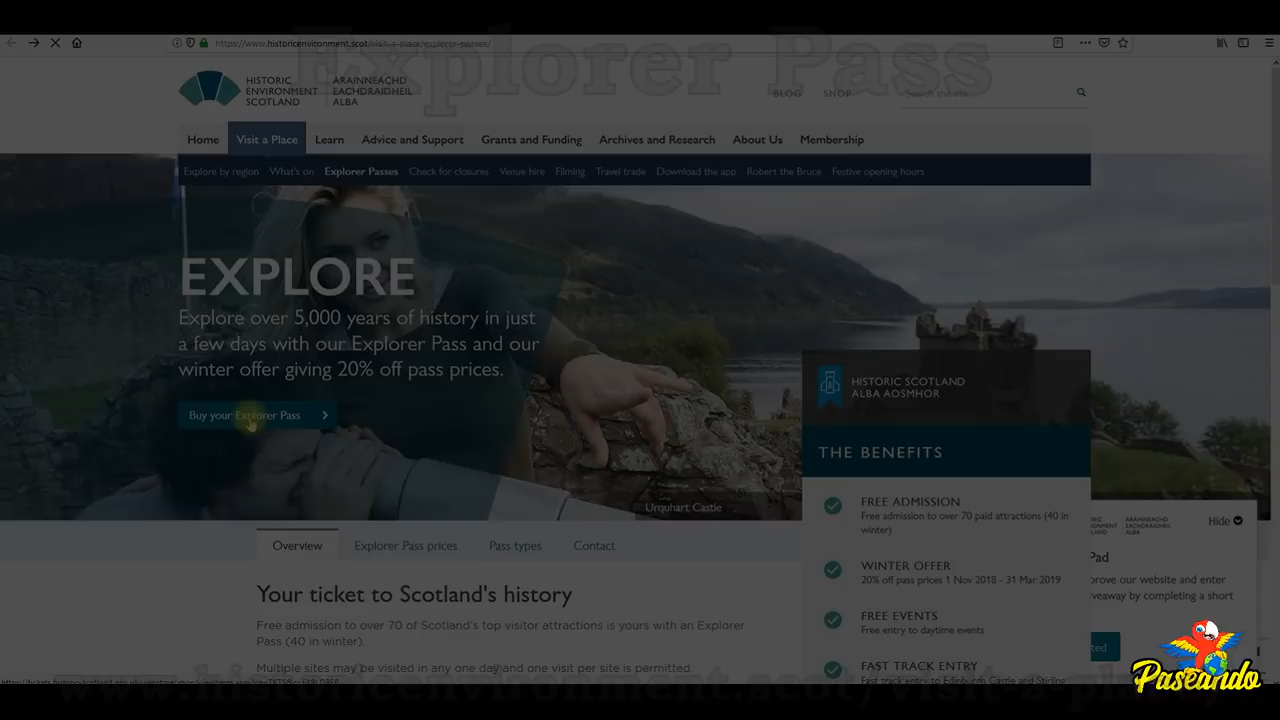 Explorer Pass
https://www.historicenvironment.scot/visit-a-place/explorer-passes/
HISTORIC ENVIRONMENT SCOTLAND
ARAINNEACHD EACHDRAIDHEIL ALBA
BLOG
SHOP
Search the site...
Home
Visit a Place
Learn
Advice and Support
Grants and Funding
Archives and Research
About Us
Membership
Explore by region
What's on
Explorer Passes
Check for closures
Venue hire
Filming
Travel trade
Download the app
Robert the Bruce
Festive opening hours
EXPLORE
Explore over 5,000 years of history in just
a few days with our Explorer Pass and our
winter offer giving 20% off pass prices.
Buy your Explorer Pass
HISTORIC SCOTLAND
ALBA AOSMHOR
THE BENEFITS
FREE ADMISSION
Free admission to over 70 paid attractions (40 in
winter)
WINTER OFFER
20% off pass prices 1 Nov 2018 - 31 Mar 2019
FREE EVENTS
Free entry to daytime events
FAST TRACK ENTRY
Fast track entry to Edinburgh Castle and Stirling
Urquhart Castle
Hide
Pad
prove our website and enter
veaway by completing a short
ted
Overview
Explorer Pass prices
Pass types
Contact
Your ticket to Scotland's history
Free admission to over 70 of Scotland's top visitor attractions is yours with an Explorer
Pass (40 in winter).
Multiple sites may be visited in any one day and one visit per site is permitted.
Paseando